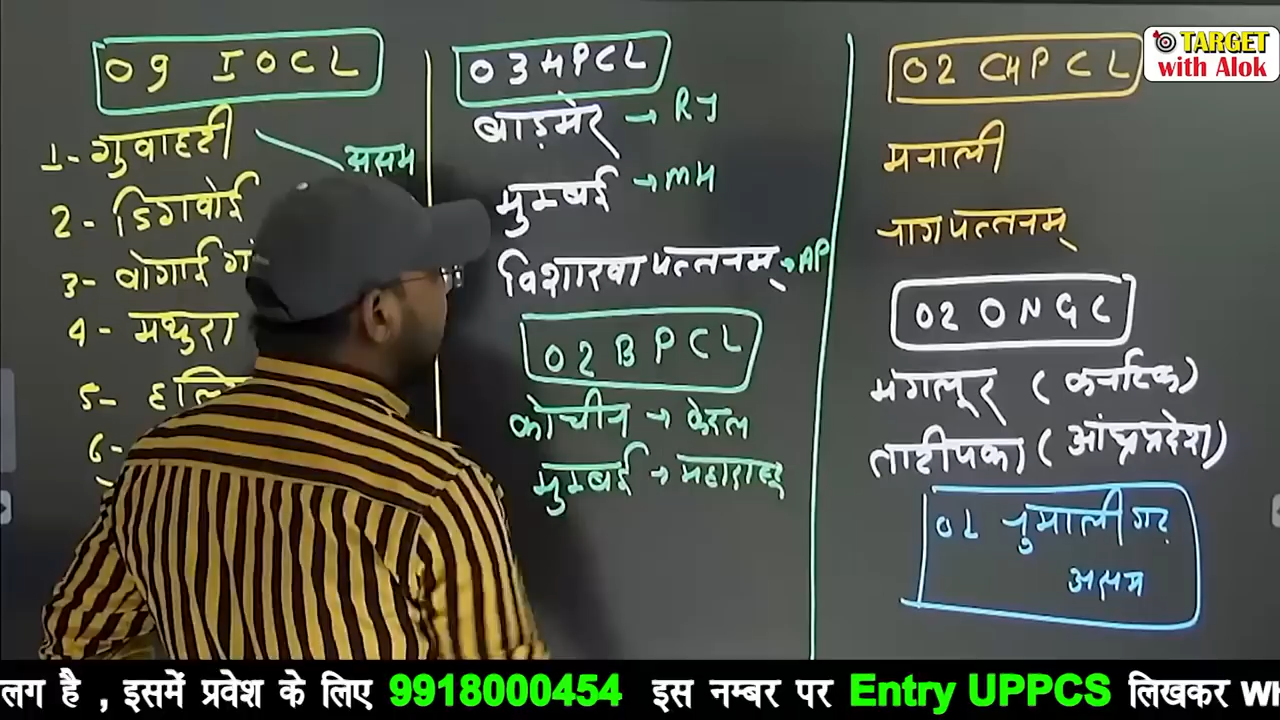 09 IOCL
1- गुवाहटी
असम
2- डिगबोई
3- वोगाई गं
4- मथुरा
5- हल्दि
6-
03 HPCL
बाड़मेर → RJ
मुम्बई → MH
विशाखापत्तनम् → AP
02 BPCL
कोचीन → केरल
मुम्बई → महाराष्ट्र
02 CHPCL
मनाली
नागपत्तनम्
02 ONGC
मंगलूर (कर्नाटक)
ताटीपका (आंध्रप्रदेश)
01 नुमालीगढ़
असम
TARGET
with Alok
लग है , इसमें प्रवेश के लिए 9918000454 इस नम्बर पर Entry UPPCS लिखकर WH